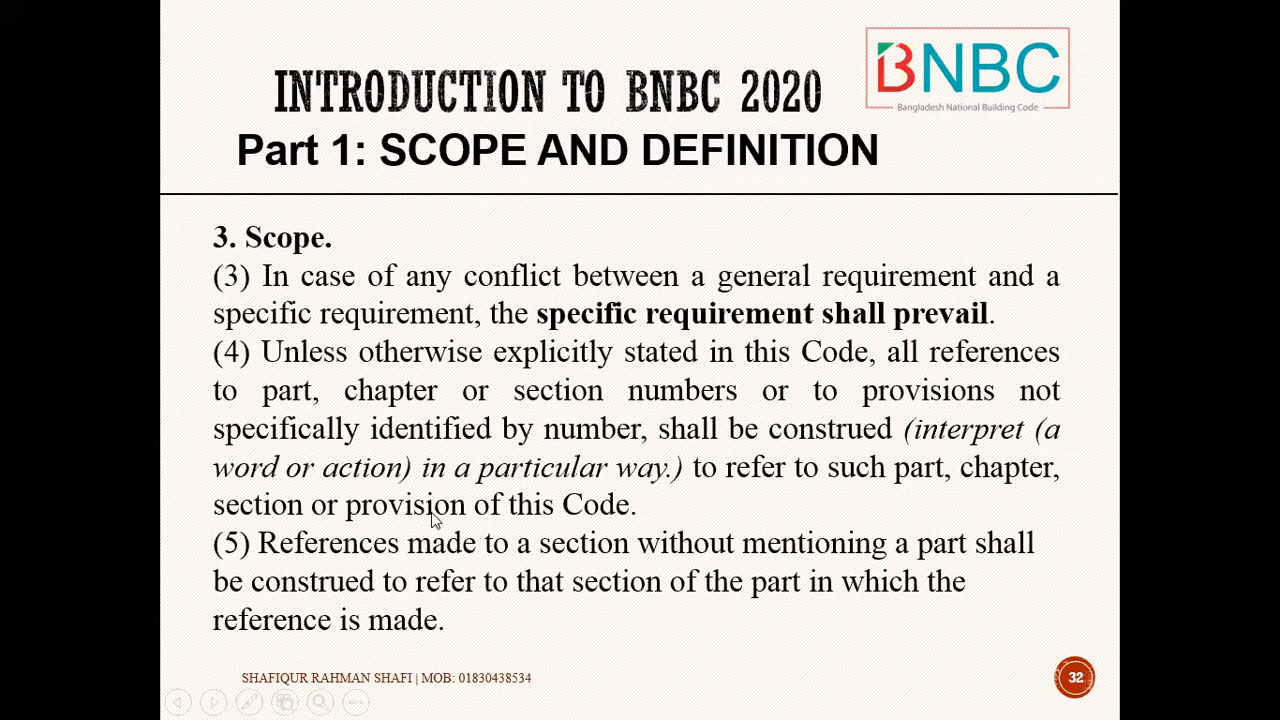 INTRODUCTION TO BNBC 2020
BNBC
Bangladesh National Building Code
Part 1: SCOPE AND DEFINITION
3. Scope.
(3) In case of any conflict between a general requirement and a
specific requirement, the specific requirement shall prevail.
(4) Unless otherwise explicitly stated in this Code, all references
to part, chapter or section numbers or to provisions not
specifically identified by number, shall be construed (interpret (a
word or action) in a particular way.) to refer to such part, chapter,
section or provision of this Code.
(5) References made to a section without mentioning a part shall
be construed to refer to that section of the part in which the
reference is made.
SHAFIQUR RAHMAN SHAFI | MOB: 01830438534
32